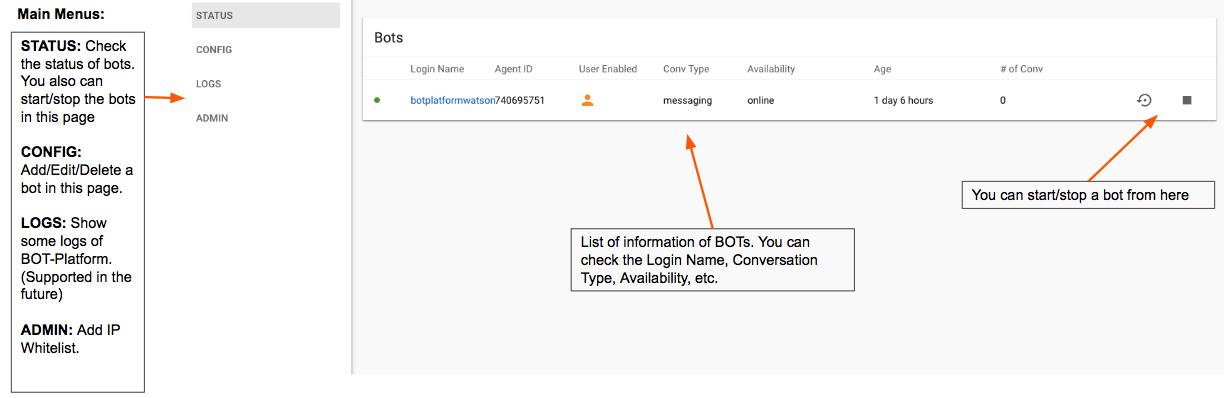 Main Menus:
STATUS: Check
the status of bots.
You also can
start/stop the bots
in this page
CONFIG:
Add/Edit/Delete a
bot in this page.
LOGS: Show
some logs of
BOT-Platform.
(Supported in the
future)
ADMIN: Add IP
Whitelist.
STATUS
CONFIG
LOGS
ADMIN
Bots
Login Name Agent ID User Enabled Conv Type Availability Age # of Conv
botplatformwatson740695751 messaging online 1 day 6 hours 0
You can start/stop a bot from here
List of information of BOTs. You can
check the Login Name, Conversation
Type, Availability, etc.